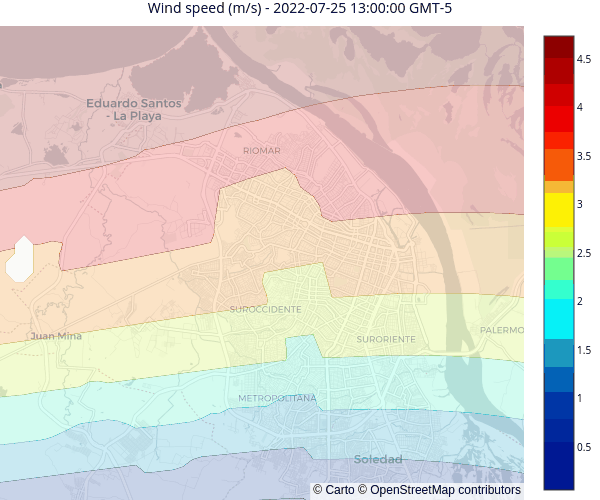 Wind speed (m/s) - 2022-07-25 13:00:00 GMT-5
Eduardo Santos
- La Playa
RIOMAR
SUROCCIDENTE
Juan Mina
SURORIENTE
PALERMO
METROPOLITANA
Soledad
© Carto © OpenStreetMap contributors
4.5
4
3.5
3
2.5
2
1.5
1
0.5